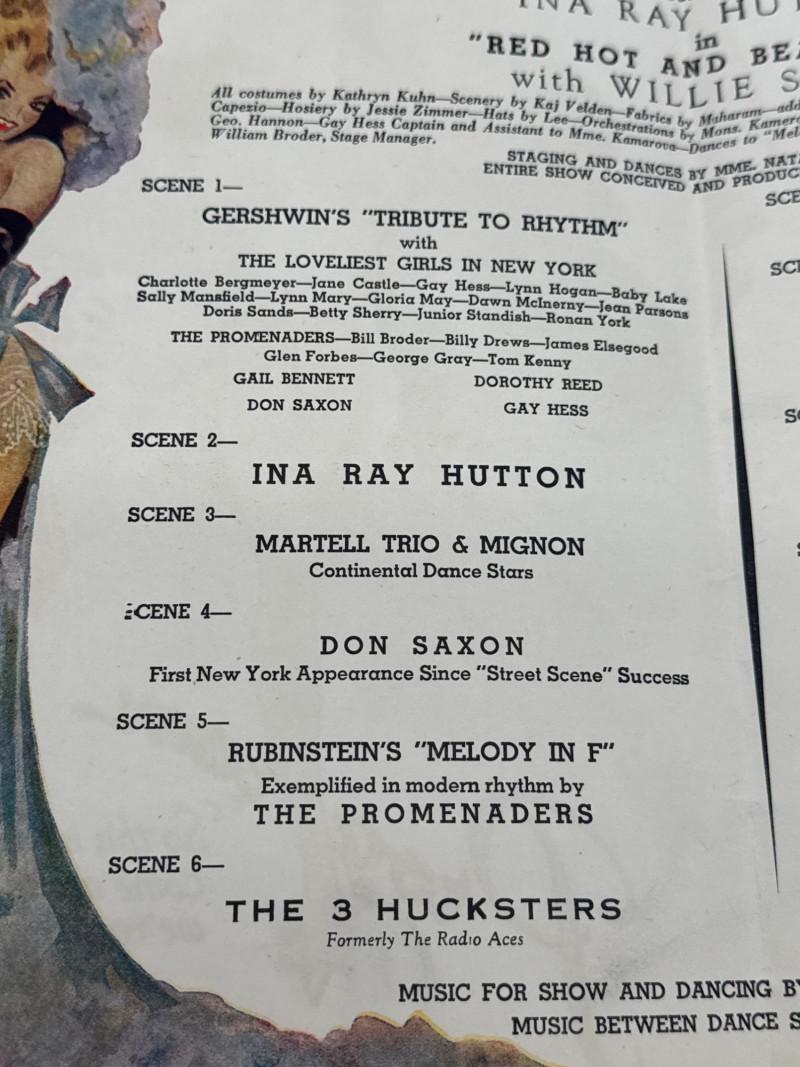 INA RAY
in
"RED HOT AND
with WILLIE
All costumes by Kathryn Kuhn—Scenery by Kaj Velden—Fabrics by Maharam—
Capezio—Hosiery by Jessie Zimmer—Hats by Lee—Orchestrations by Mons.
Geo. Hannon—Gay Hess Captain and Assistant to Mme. Kamarova—Dances to
William Broder, Stage Manager.
STAGING AND DANCES BY MME.
ENTIRE SHOW CONCEIVED AND
SCENE 1—
GERSHWIN'S "TRIBUTE TO RHYTHM"
with
THE LOVELIEST GIRLS IN NEW YORK
Charlotte Bergmeyer—Jane Castle—Gay Hess—Lynn Hogan—Baby Lake
Sally Mansfield—Lynn Mary—Gloria May—Dawn McInerny—Jean Parsons
Doris Sands—Betty Sherry—Junior Standish—Ronan York
THE PROMENADERS—Bill Broder—Billy Drews—James Elsegood
Glen Forbes—George Gray—Tom Kenny
GAIL BENNETT DOROTHY REED
DON SAXON GAY HESS
SCENE 2—
INA RAY HUTTON
SCENE 3—
MARTELL TRIO & MIGNON
Continental Dance Stars
SCENE 4—
DON SAXON
First New York Appearance Since "Street Scene" Success
SCENE 5—
RUBINSTEIN'S "MELODY IN F"
Exemplified in modern rhythm by
THE PROMENADERS
SCENE 6—
THE 3 HUCKSTERS
Formerly The Radio Aces
MUSIC FOR SHOW AND DANCING
MUSIC BETWEEN DANCE